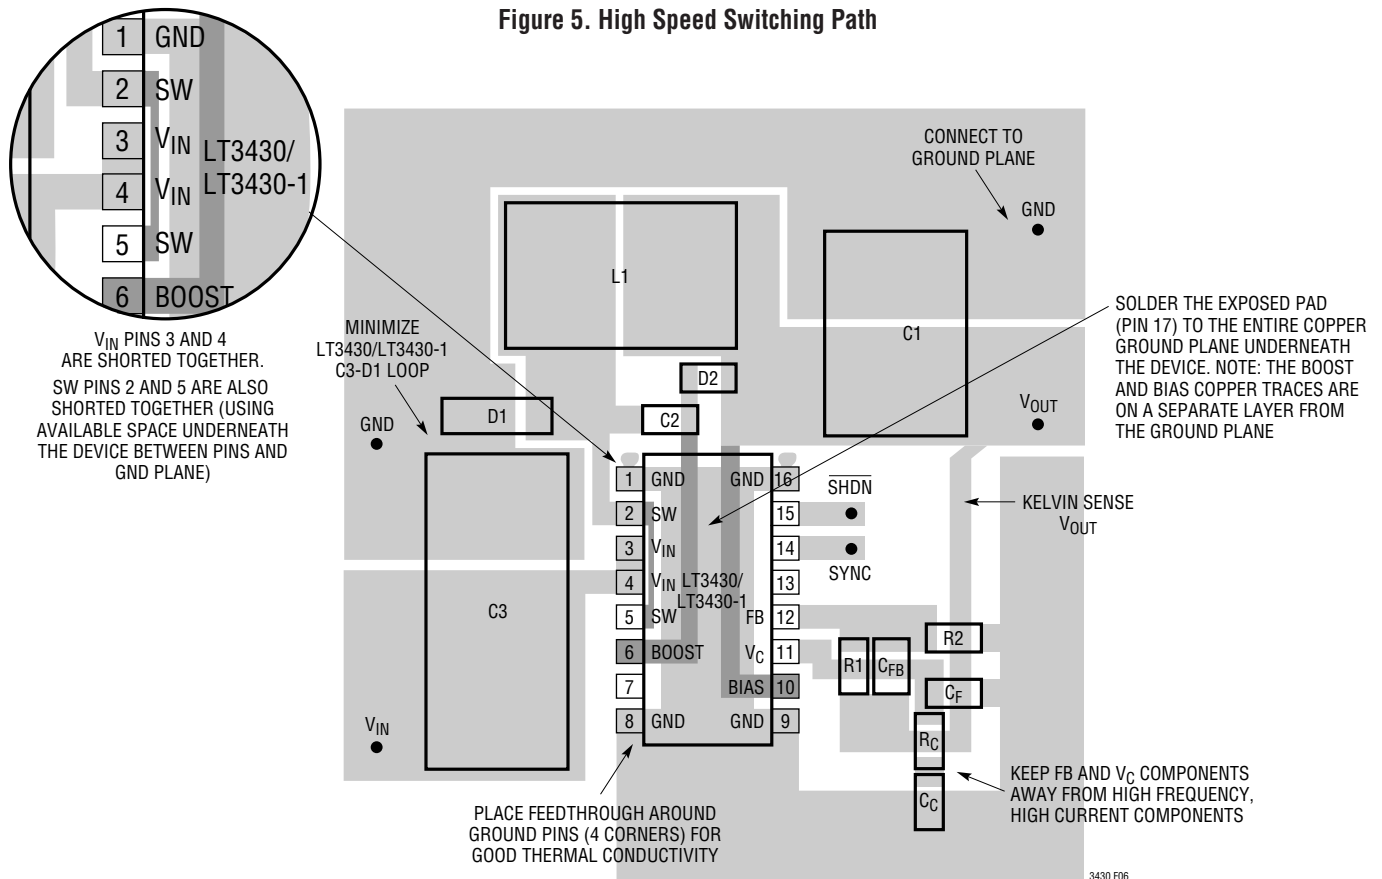 Figure 5. High Speed Switching Path
1 GND
2 SW
3 VIN
4 VIN
5 SW
6 BOOST
LT3430/
LT3430-1
VIN PINS 3 AND 4
ARE SHORTED TOGETHER.
SW PINS 2 AND 5 ARE ALSO
SHORTED TOGETHER (USING
AVAILABLE SPACE UNDERNEATH
THE DEVICE BETWEEN PINS AND
GND PLANE)
MINIMIZE
LT3430/LT3430-1
C3-D1 LOOP
CONNECT TO
GROUND PLANE
GND
L1
C1
SOLDER THE EXPOSED PAD
(PIN 17) TO THE ENTIRE COPPER
GROUND PLANE UNDERNEATH
THE DEVICE. NOTE: THE BOOST
AND BIAS COPPER TRACES ARE
ON A SEPARATE LAYER FROM
THE GROUND PLANE
D2
D1
C2
GND
VOUT
C3
VIN
1 GND
2 SW
3 VIN
4 VIN
5 SW
6 BOOST
7
8 GND
LT3430/
LT3430-1
GND 16
15
14
13
FB 12
VC 11
BIAS 10
GND 9
SHDN
SYNC
KELVIN SENSE
VOUT
R2
R1
CFB
CF
RC
CC
KEEP FB AND VC COMPONENTS
AWAY FROM HIGH FREQUENCY,
HIGH CURRENT COMPONENTS
PLACE FEEDTHROUGH AROUND
GROUND PINS (4 CORNERS) FOR
GOOD THERMAL CONDUCTIVITY
3430 F06